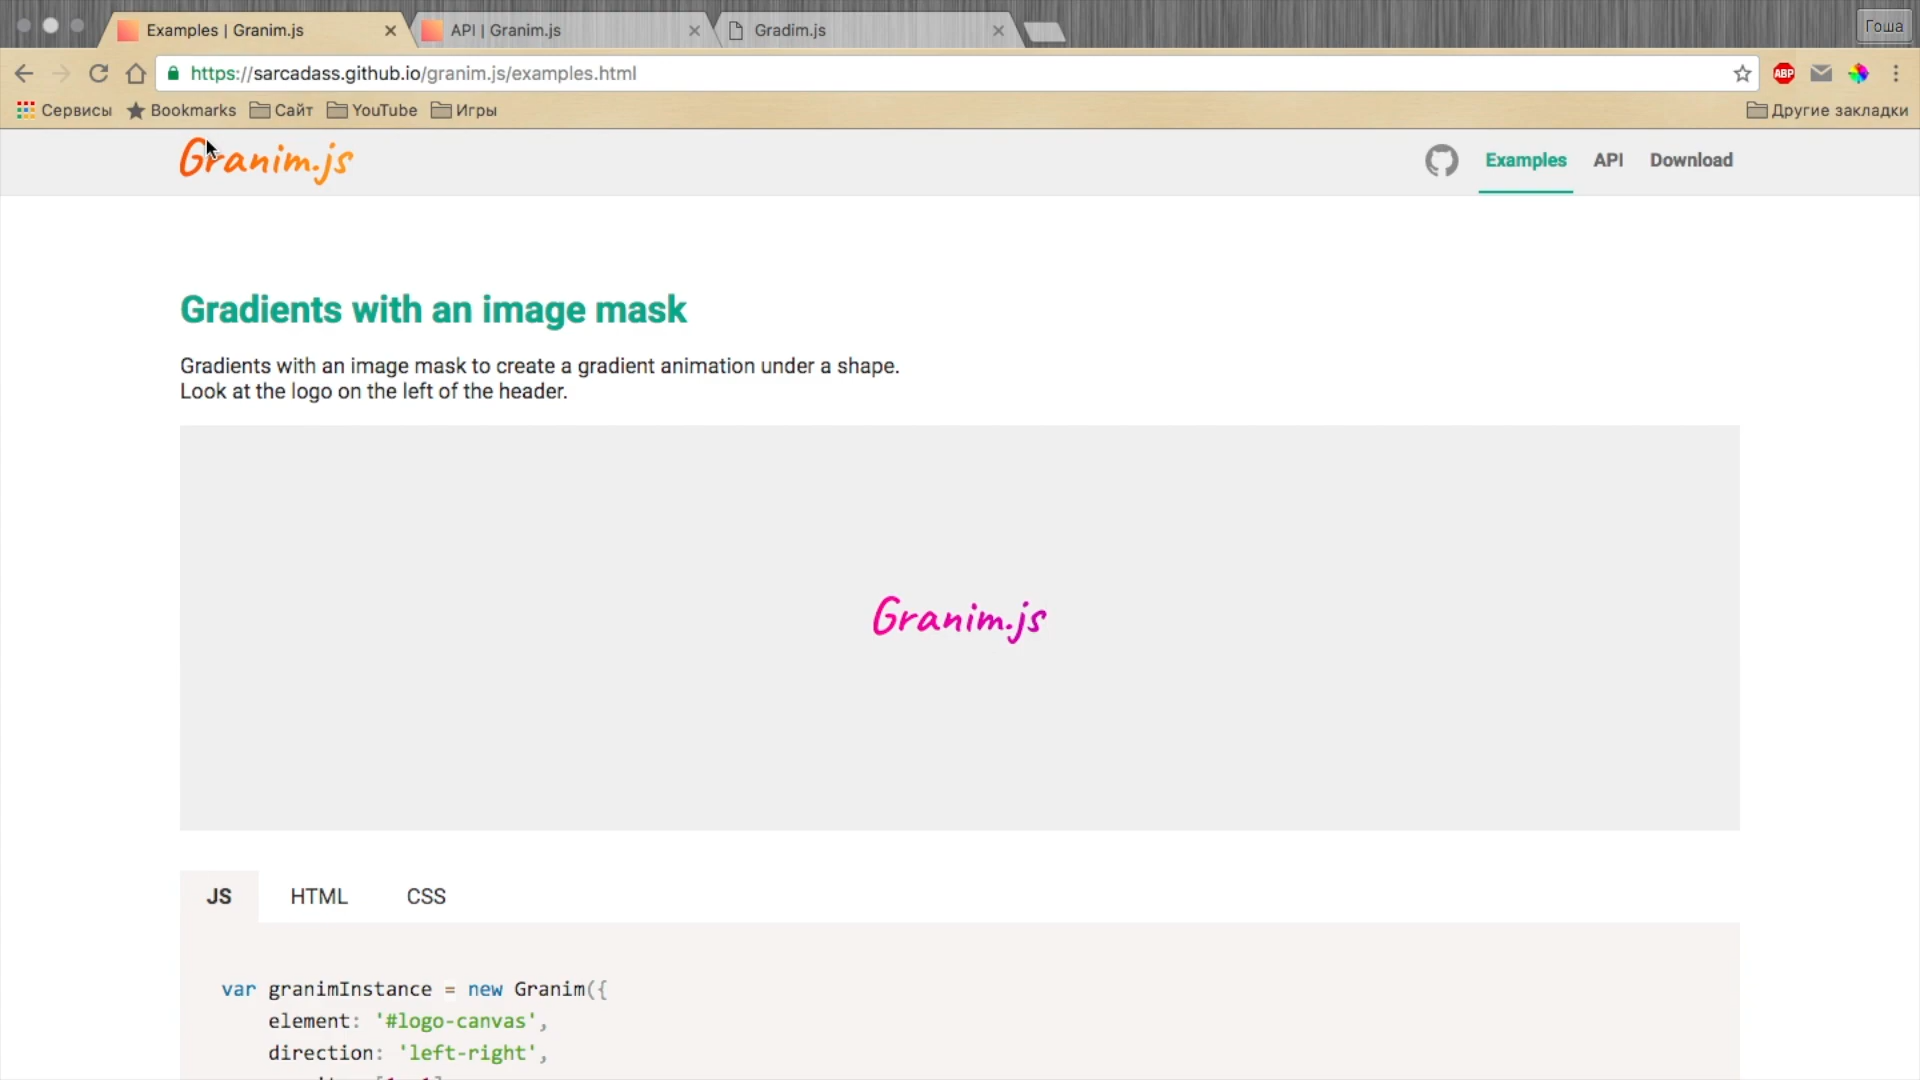 Examples | Granim.js
API | Granim.js
Gradim.js
Гоша
https://sarcadass.github.io/granim.js/examples.html
ABP
Сервисы
Bookmarks
Сайт
YouTube
Игры
Другие закладки
Granim.js
Examples
API
Download
Gradients with an image mask
Gradients with an image mask to create a gradient animation under a shape.
Look at the logo on the left of the header.
Granim.js
JS
HTML
CSS
var granimInstance = new Granim({
element: '#logo-canvas',
direction: 'left-right',